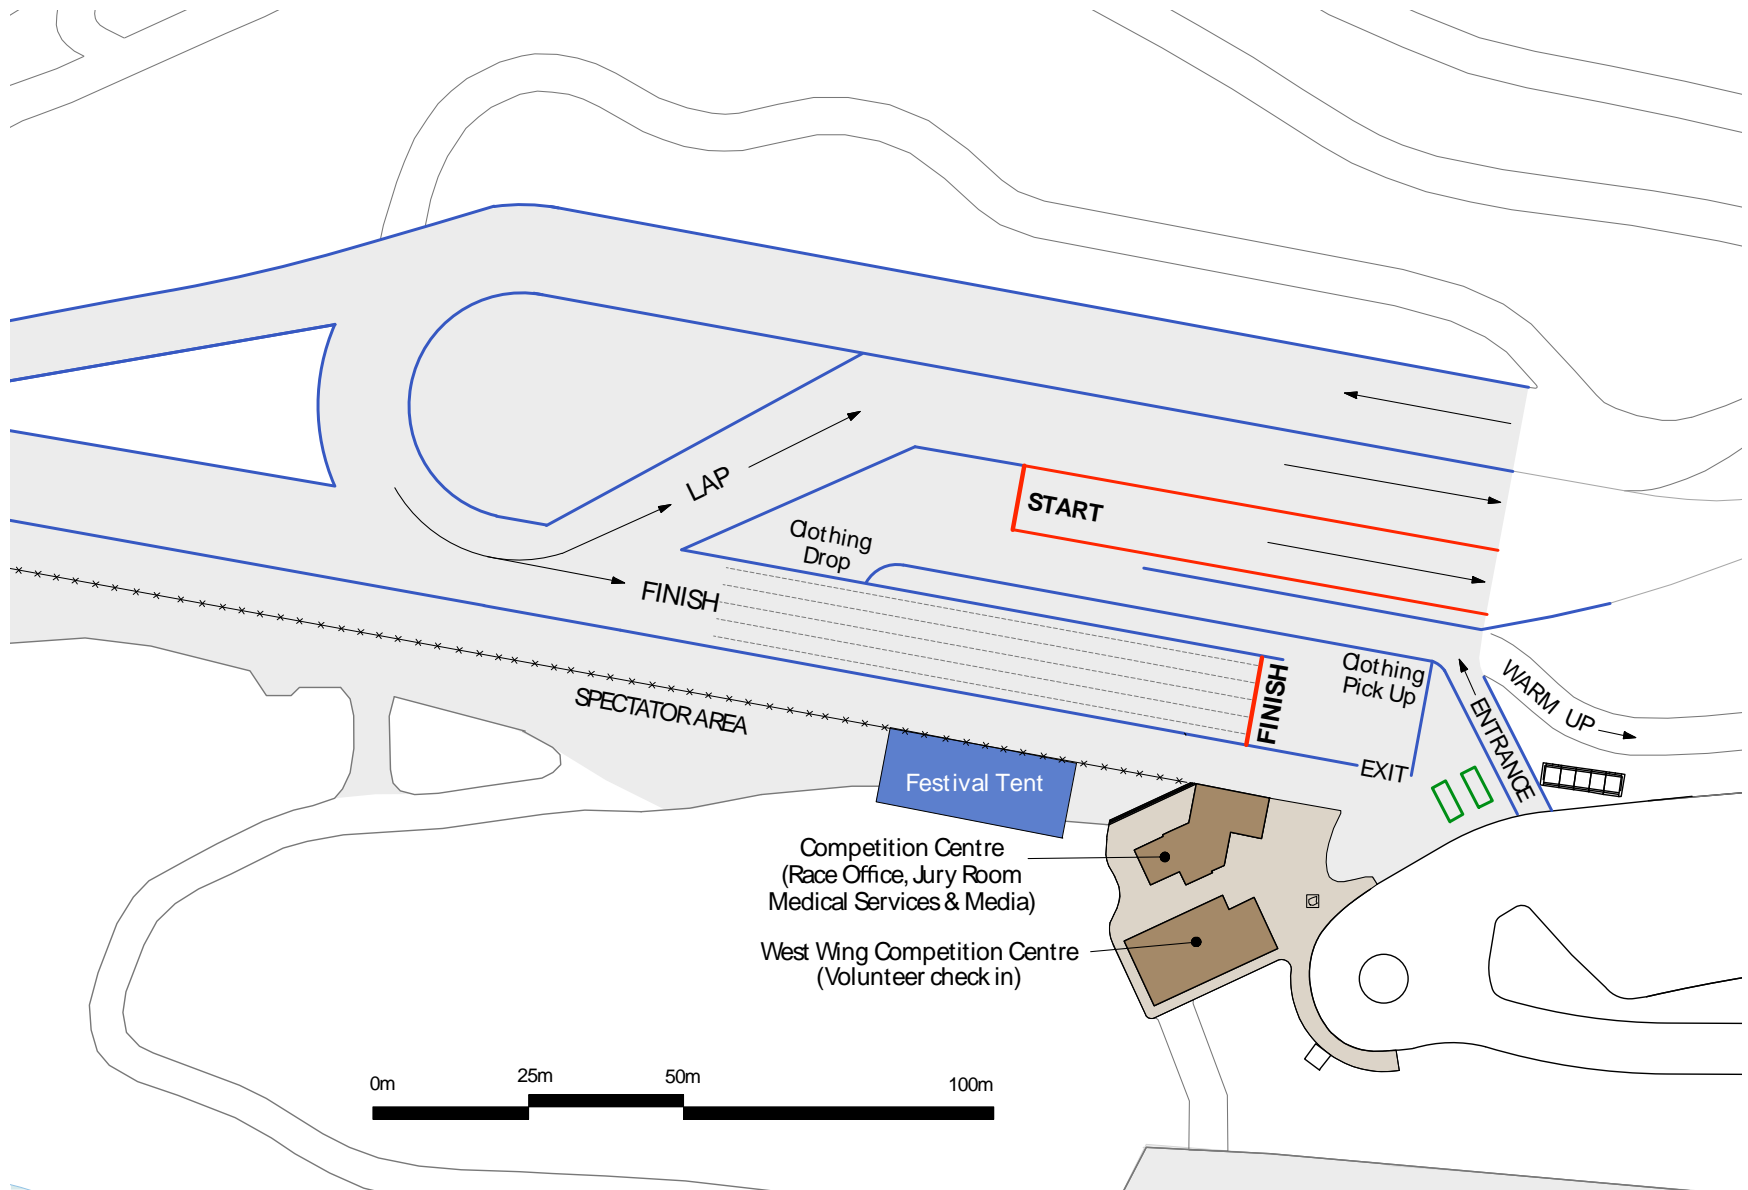 LAP
START
Clothing
Drop
FINISH
FINISH
Clothing
Pick Up
WARM UP
ENTRANCE
SPECTATOR AREA
EXIT
Festival Tent
Competition Centre
(Race Office, Jury Room
Medical Services & Media)
West Wing Competition Centre
(Volunteer check in)
0m
25m
50m
100m